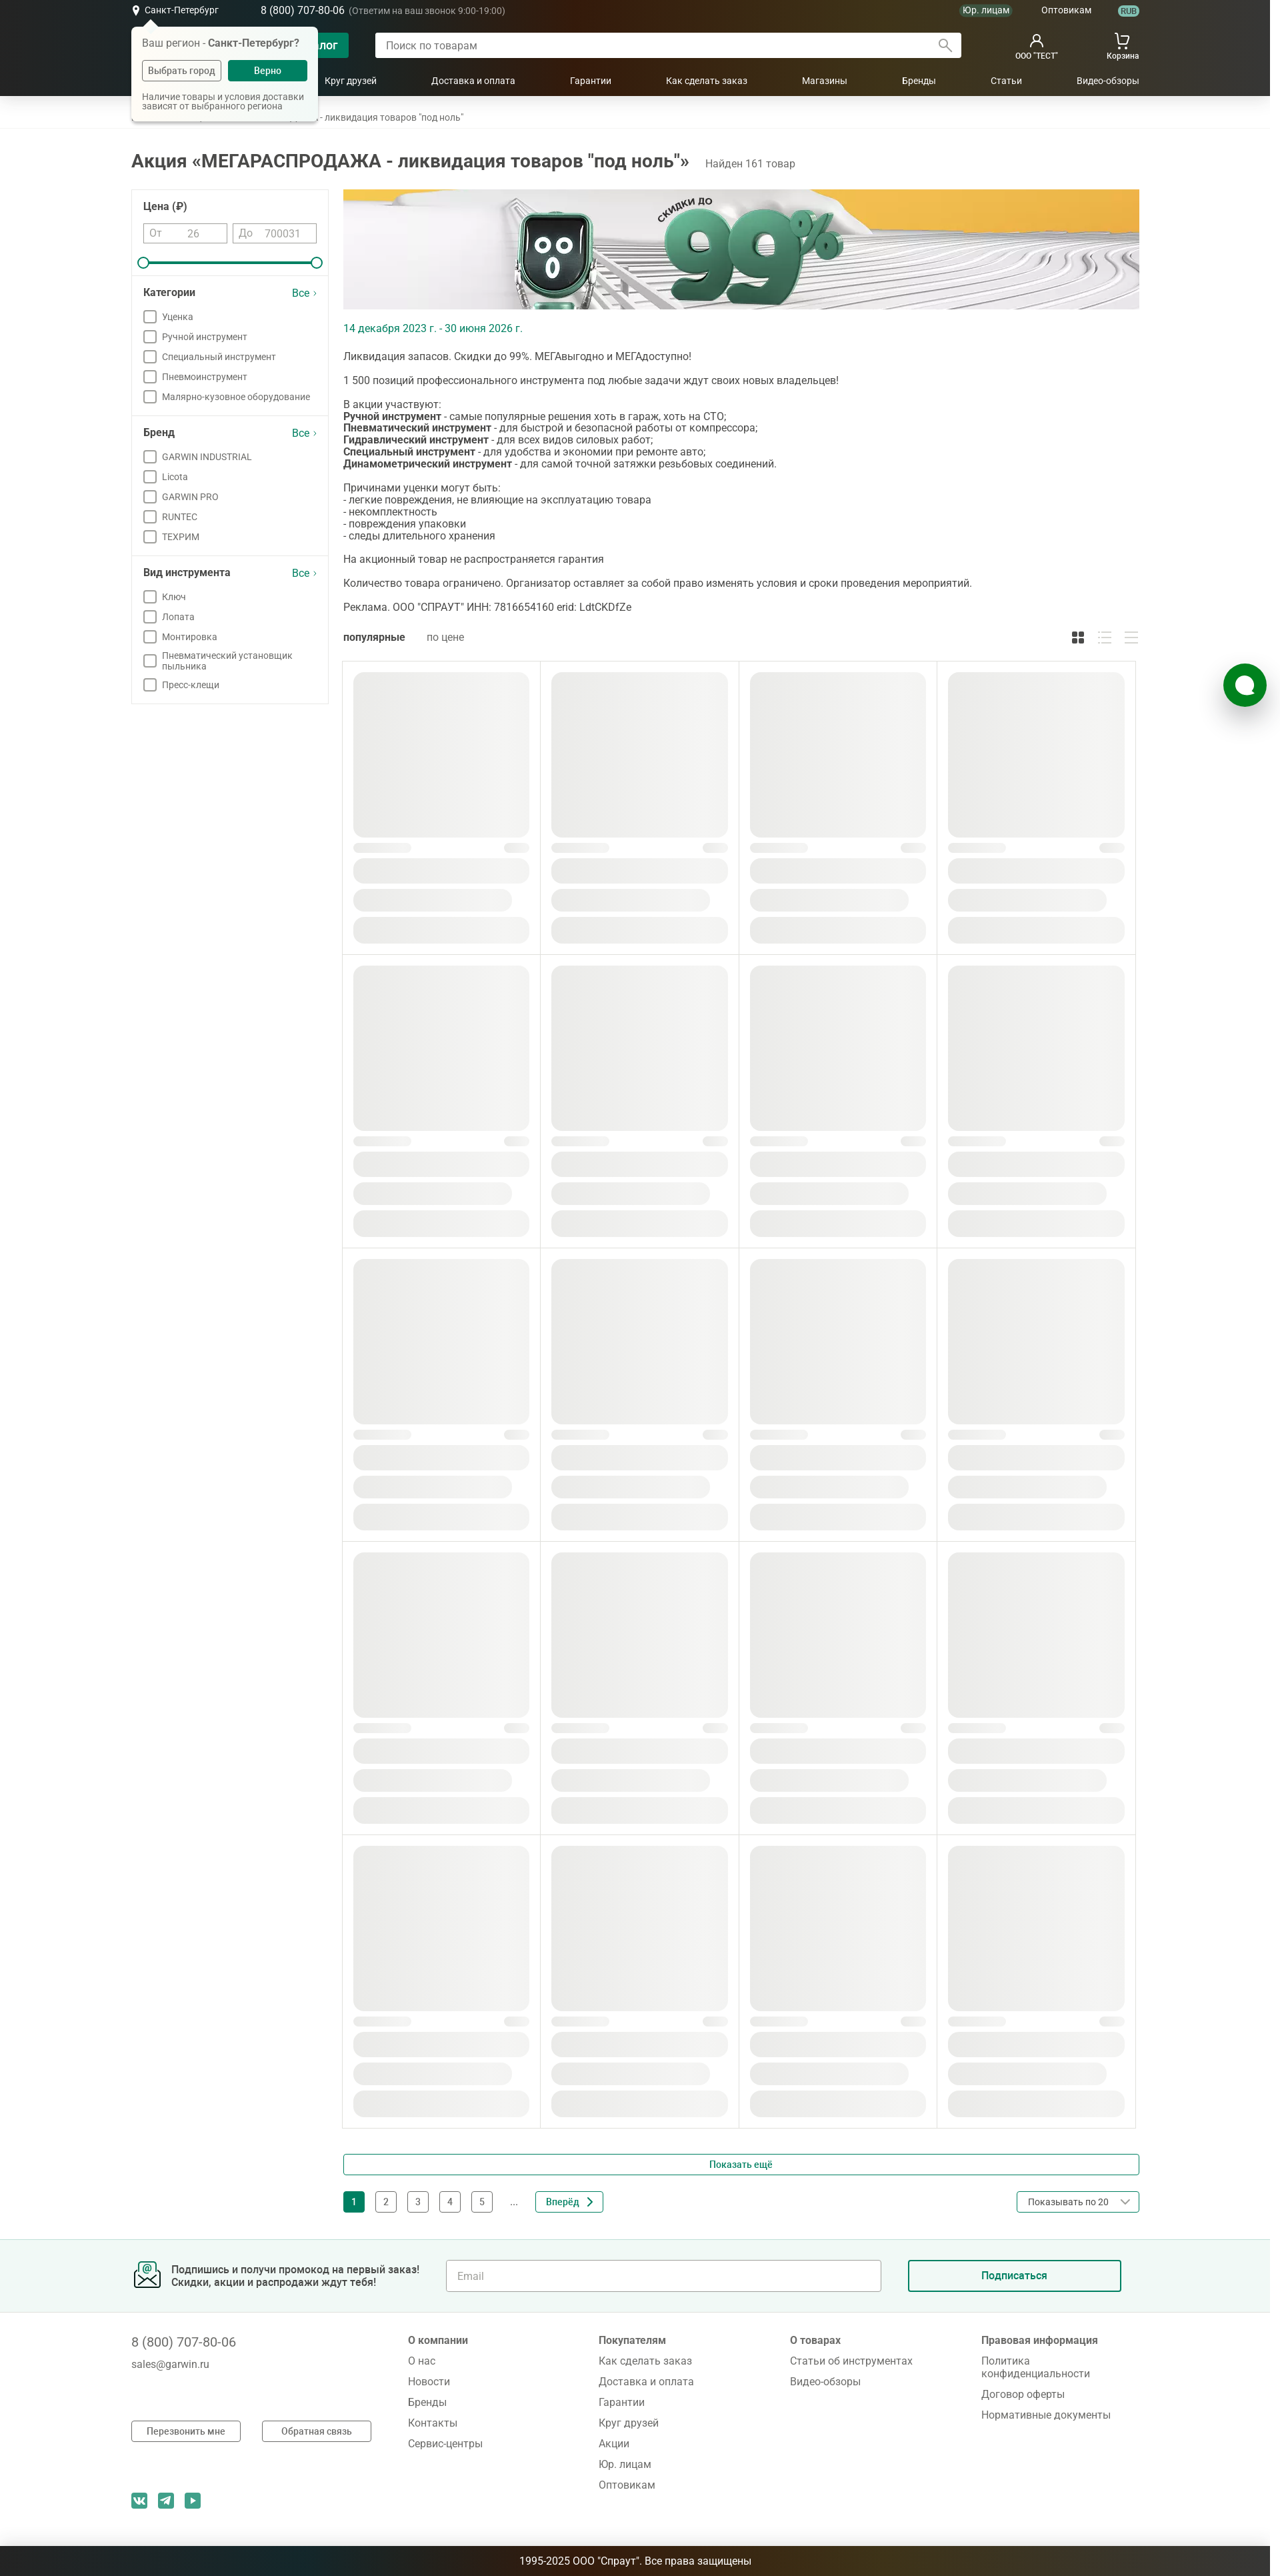 Санкт-Петербург
8 (800) 707-80-06 (Ответим на ваш звонок 9:00-19:00)
Юр. лицам
Оптовикам
RUB
Ваш регион - Санкт-Петербург?
Выбрать город
Верно
Наличие товары и условия доставки
зависят от выбранного региона
Поиск по товарам
ООО "ТЕСТ"
Корзина
Круг друзей
Доставка и оплата
Гарантии
Как сделать заказ
Магазины
Бренды
Статьи
Видео-обзоры
- ликвидация товаров "под ноль"
Акция «МЕГАРАСПРОДАЖА - ликвидация товаров "под ноль"»
Найден 161 товар
Цена (₽)
От 26
До 700031
Категории
Все
Уценка
Ручной инструмент
Специальный инструмент
Пневмоинструмент
Малярно-кузовное оборудование
Бренд
Все
GARWIN INDUSTRIAL
Licota
GARWIN PRO
RUNTEC
ТЕХРИМ
Вид инструмента
Все
Ключ
Лопата
Монтировка
Пневматический установщик
пыльника
Пресс-клещи
СКИДКИ ДО
99%
14 декабря 2023 г. - 30 июня 2026 г.
Ликвидация запасов. Скидки до 99%. МЕГАвыгодно и МЕГАдоступно!
1 500 позиций профессионального инструмента под любые задачи ждут своих новых владельцев!
В акции участвуют:
Ручной инструмент - самые популярные решения хоть в гараж, хоть на СТО;
Пневматический инструмент - для быстрой и безопасной работы от компрессора;
Гидравлический инструмент - для всех видов силовых работ;
Специальный инструмент - для удобства и экономии при ремонте авто;
Динамометрический инструмент - для самой точной затяжки резьбовых соединений.
Причинами уценки могут быть:
- легкие повреждения, не влияющие на эксплуатацию товара
- некомплектность
- повреждения упаковки
- следы длительного хранения
На акционный товар не распространяется гарантия
Количество товара ограничено. Организатор оставляет за собой право изменять условия и сроки проведения мероприятий.
Реклама. ООО "СПРАУТ" ИНН: 7816654160 erid: LdtCKDfZe
популярные
по цене
Показать ещё
1
2
3
4
5
...
Вперёд
Показывать по 20
Подпишись и получи промокод на первый заказ!
Скидки, акции и распродажи ждут тебя!
Email
Подписаться
8 (800) 707-80-06
sales@garwin.ru
Перезвонить мне
Обратная связь
О компании
О нас
Новости
Бренды
Контакты
Сервис-центры
Покупателям
Как сделать заказ
Доставка и оплата
Гарантии
Круг друзей
Акции
Юр. лицам
Оптовикам
О товарах
Статьи об инструментах
Видео-обзоры
Правовая информация
Политика
конфиденциальности
Договор оферты
Нормативные документы
1995-2025 ООО "Спраут". Все права защищены